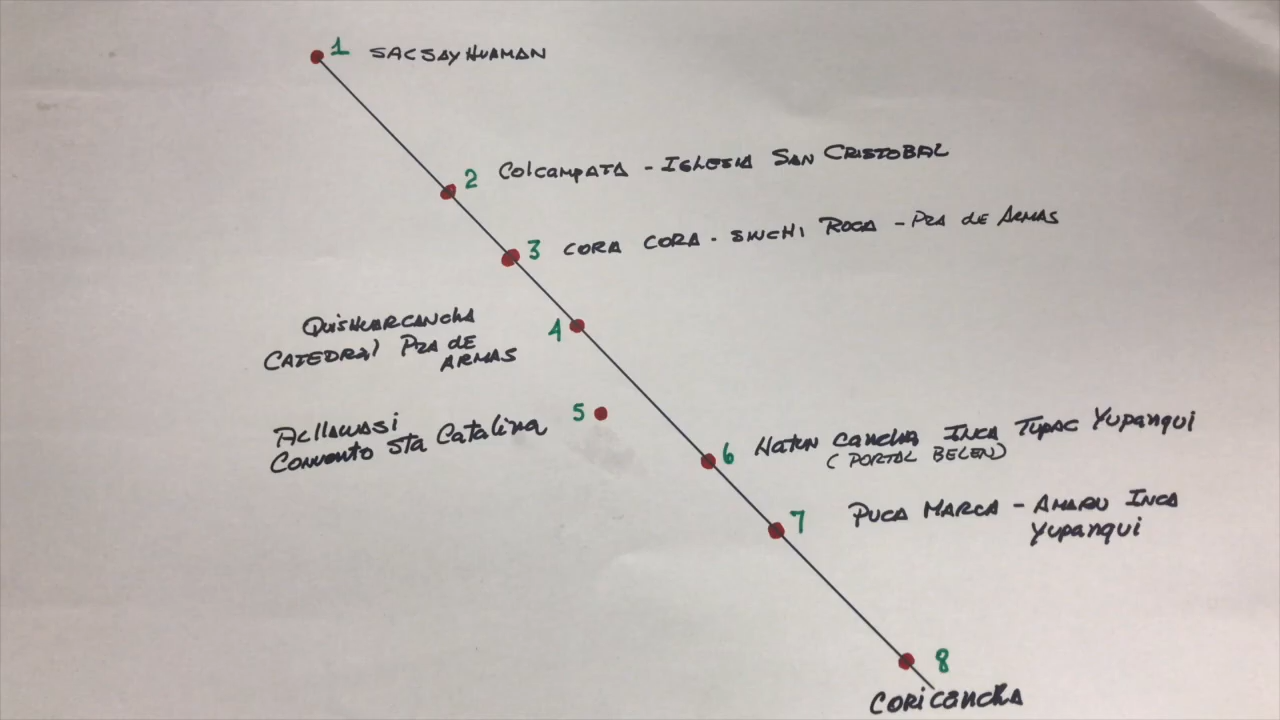 1 SACSAYHUAMAN
2 COlCAMPATA - IGLESIA SAN CRISTOBAL
3 CORA CORA - SINCHI ROCA - PZA DE ARMAS
QUISHUARCANCHA 4
CATEDRAl PZA DE
ARMAS
ACllAWASi 5
Convento Sta Catalina
6 HATUN CANCHA INCA TUPAC YUPANQUI
(PORTAL BELEN)
7 PUCA MARCA - AMARU INCA
YUPANQUI
8
CORICANCHA